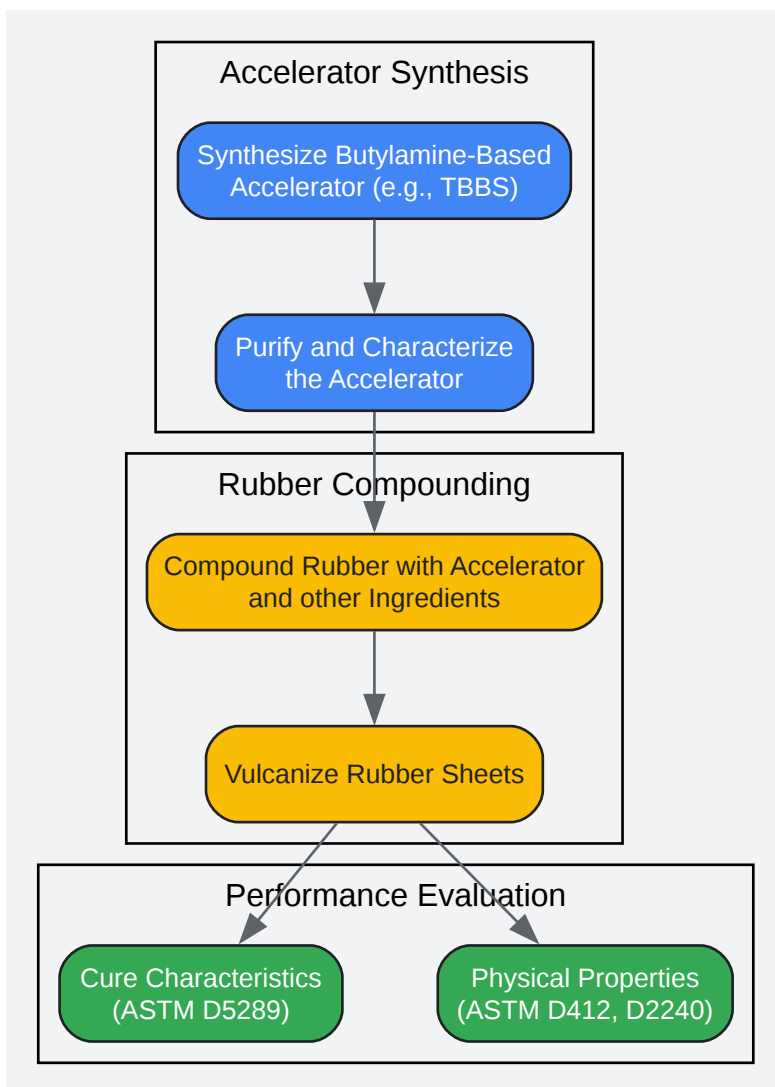 Accelerator Synthesis
Synthesize Butylamine-Based
Accelerator (e.g., TBBS)
Purify and Characterize
the Accelerator
Rubber Compounding
Compound Rubber with Accelerator
and other Ingredients
Vulcanize Rubber Sheets
Performance Evaluation
Cure Characteristics
(ASTM D5289)
Physical Properties
(ASTM D412, D2240)